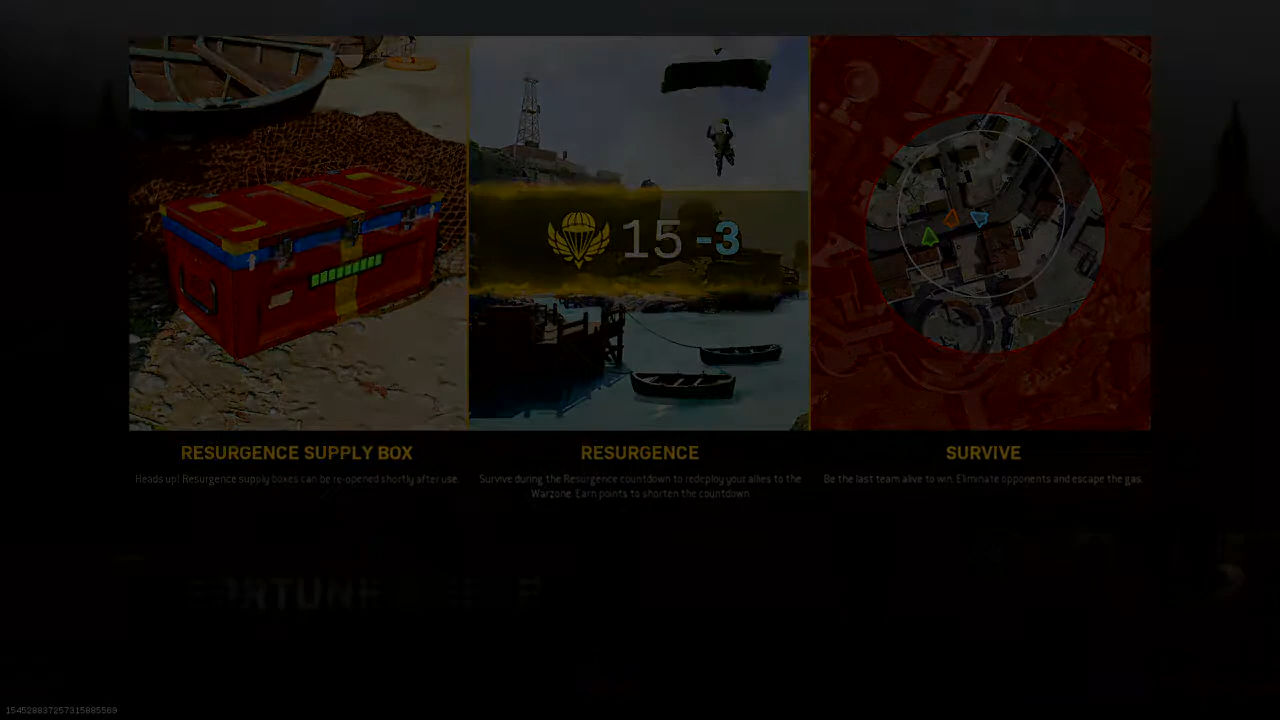 15 -3
RESURGENCE SUPPLY BOX
Heads up! Resurgence supply boxes can be re-opened shortly after use.
RESURGENCE
Survive during the Resurgence countdown to redeploy your allies to the
Warzone. Earn points to shorten the countdown.
SURVIVE
Be the last team alive to win. Eliminate opponents and escape the gas.
15452883725731588556​9